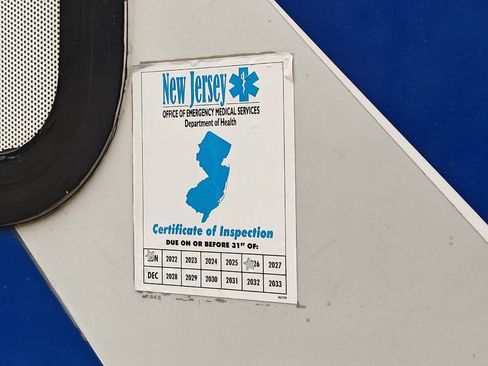 New Jersey
OFFICE OF EMERGENCY MEDICAL SERVICES
Department of Health
Certificate of Inspection
DUE ON OR BEFORE 31ST OF:
2022 2023 2024 2025 26 2027
DEC 2028 2029 2030 2031 2032 2033